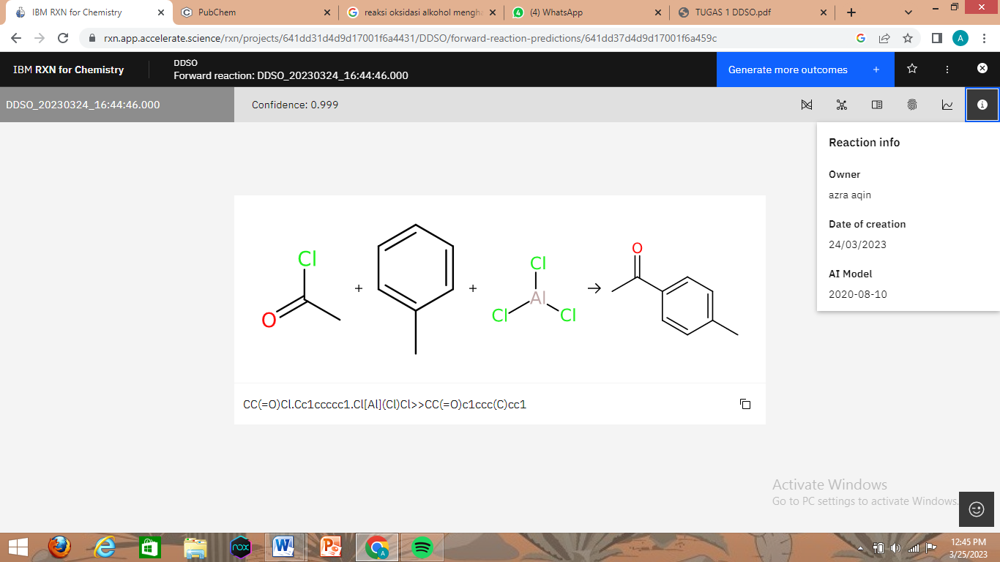 IBM RXN for Chemistry
PubChem
reaksi oksidasi alkohol mengha
4
(4) WhatsApp
TUGAS 1 DDSO.pdf
rxn.app.accelerate.science/rxn/projects/641dd31d4d9d17001f6a4431/DDSO/forward-reaction-predictions/641dd37d4d9d17001f6a459c
A
IBM RXN for Chemistry
DDSO
Forward reaction: DDSO_20230324_16:44:46.000
Generate more outcomes +
DDSO_20230324_16:44:46.000
Confidence: 0.999
Reaction info
Owner
azra aqin
Date of creation
24/03/2023
AI Model
2020-08-10
Cl
O
+
+
Cl
Al
Cl
Cl
O
CC(=O)Cl.Cc1ccccc1.Cl[Al](Cl)Cl>>CC(=O)c1ccc(C)cc1
Activate Windows
Go to PC settings to activate Windows.
nox
A
12:45 PM
3/25/2023